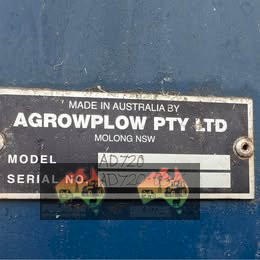 MADE IN AUSTRALIA BY
AGROWPLOW PTY LTD
MOLONG NSW
MODEL AD720
SERIAL NO.